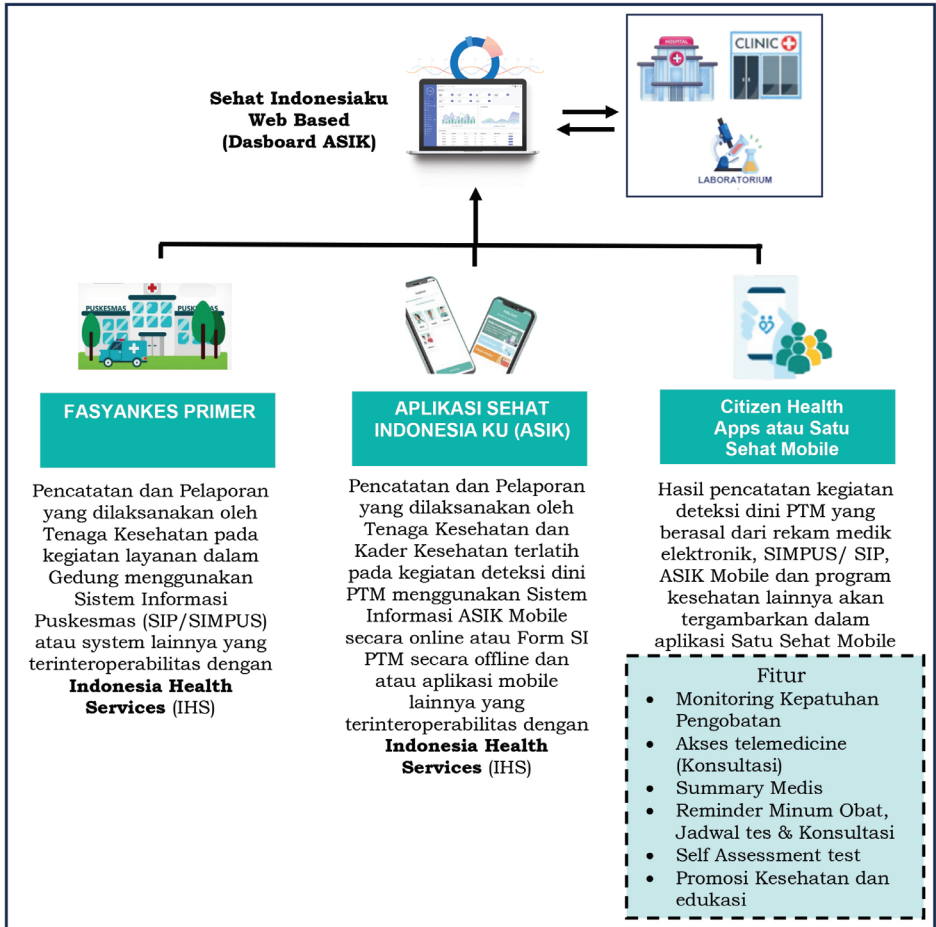 Sehat Indonesiaku
Web Based
(Dasboard ASIK)
HOSPITAL
CLINIC
LABORATORIUM
PUSKESMAS
PUSKESMAS
FASYANKES PRIMER
Pencatatan dan Pelaporan
yang dilaksanakan oleh
Tenaga Kesehatan pada
kegiatan layanan dalam
Gedung menggunakan
Sistem Informasi
Puskesmas (SIP/SIMPUS)
atau system lainnya yang
terinteroperabilitas dengan
Indonesia Health
Services (IHS)
APLIKASI SEHAT
INDONESIA KU (ASIK)
Pencatatan dan Pelaporan
yang dilaksanakan oleh
Tenaga Kesehatan dan
Kader Kesehatan terlatih
pada kegiatan deteksi dini
PTM menggunakan Sistem
Informasi ASIK Mobile
secara online atau Form SI
PTM secara offline dan
atau aplikasi mobile
lainnya yang
terinteroperabilitas dengan
Indonesia Health
Services (IHS)
Citizen Health
Apps atau Satu
Sehat Mobile
Hasil pencatatan kegiatan
deteksi dini PTM yang
berasal dari rekam medik
elektronik, SIMPUS/ SIP,
ASIK Mobile dan program
kesehatan lainnya akan
tergambarkan dalam
aplikasi Satu Sehat Mobile
Fitur
• Monitoring Kepatuhan
Pengobatan
• Akses telemedicine
(Konsultasi)
• Summary Medis
• Reminder Minum Obat,
Jadwal tes & Konsultasi
• Self Assessment test
• Promosi Kesehatan dan
edukasi